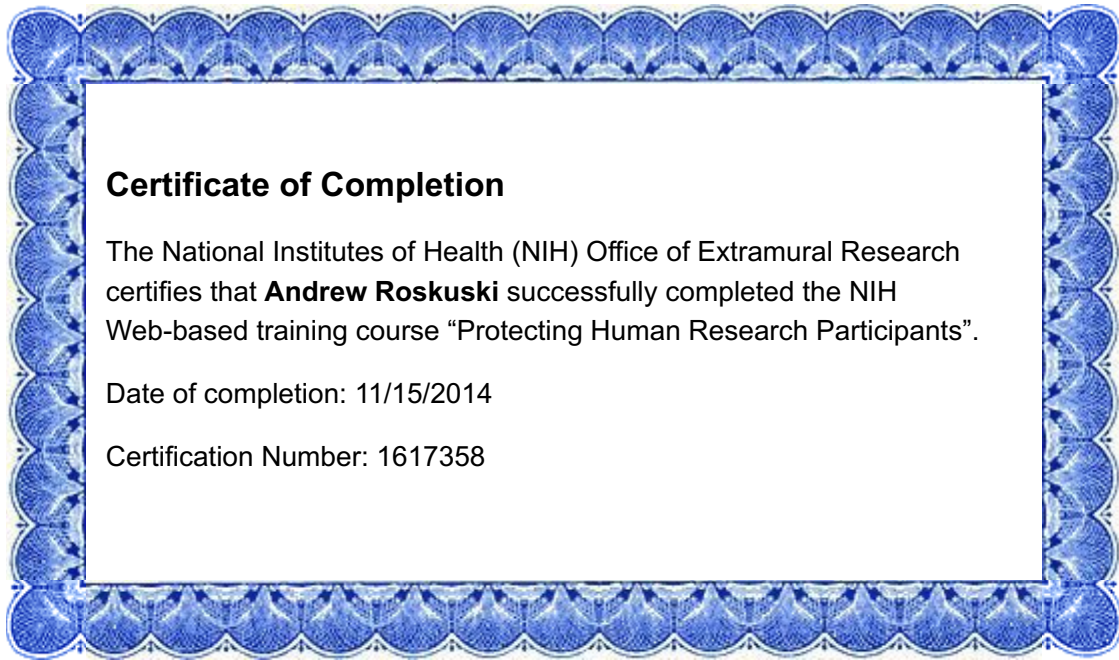 Certificate of Completion
The National Institutes of Health (NIH) Office of Extramural Research
certifies that Andrew Roskuski successfully completed the NIH
Web-based training course “Protecting Human Research Participants”.
Date of completion: 11/15/2014
Certification Number: 1617358